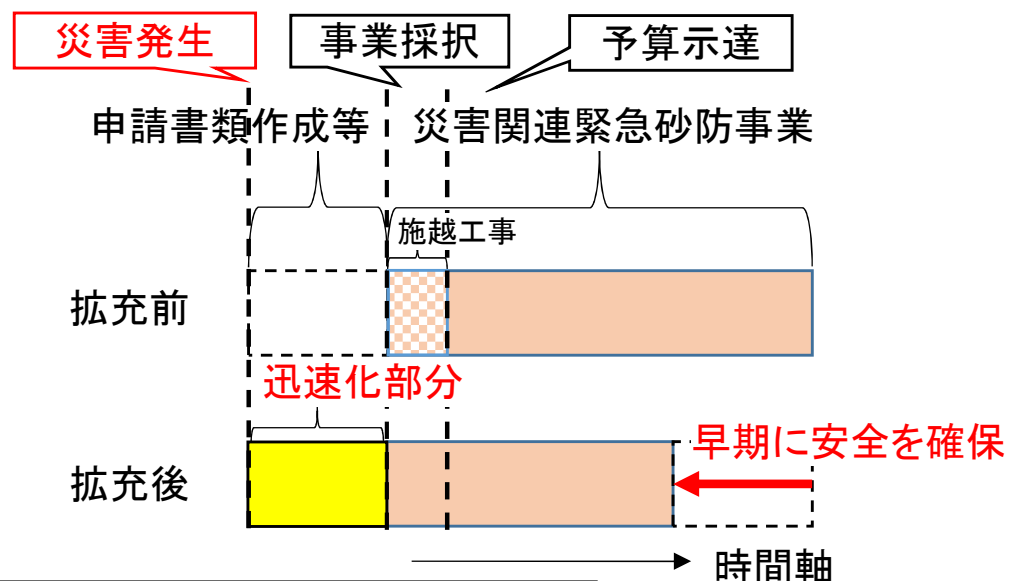 災害発生
事業採択
予算示達
申請書類作成等
災害関連緊急砂防事業
施越工事
拡充前
迅速化部分
早期に安全を確保
拡充後
時間軸